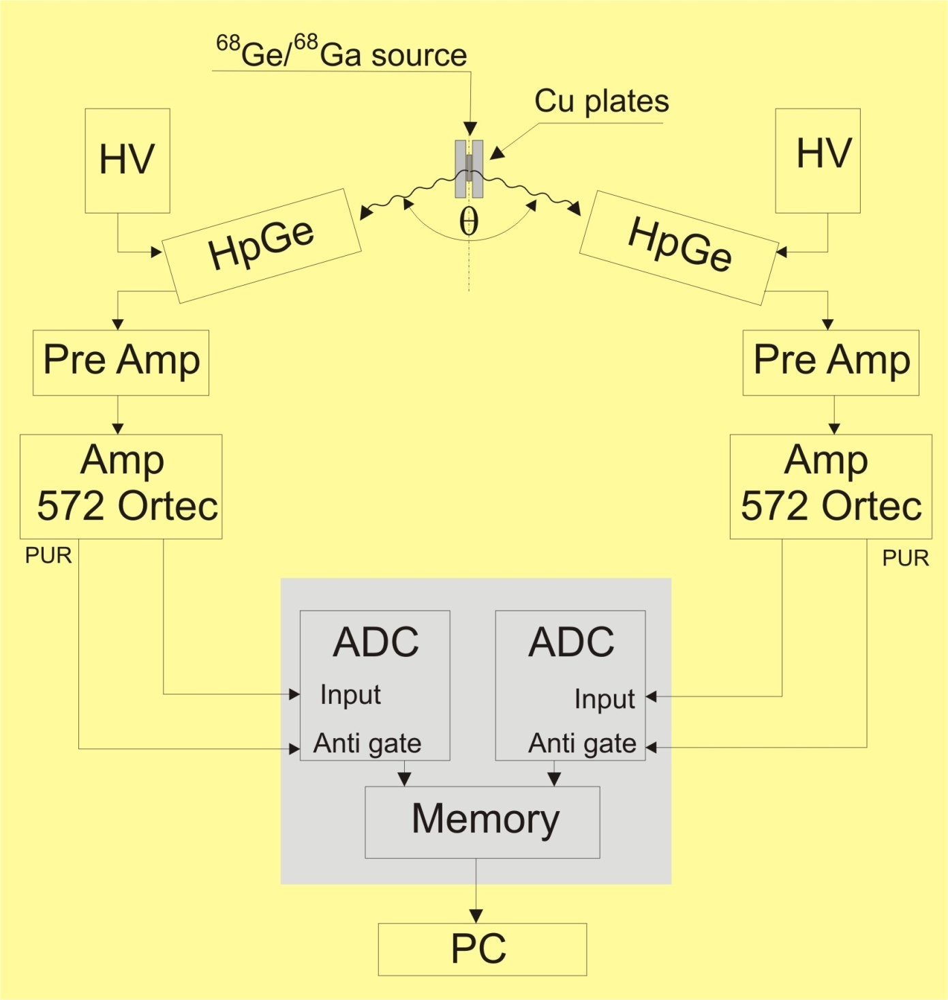 ⁶⁸Ge/⁶⁸Ga source
Cu plates
HV
HV
θ
HpGe
HpGe
Pre Amp
Pre Amp
Amp
572 Ortec
Amp
572 Ortec
PUR
PUR
ADC
Input
Anti gate
ADC
Input
Anti gate
Memory
PC